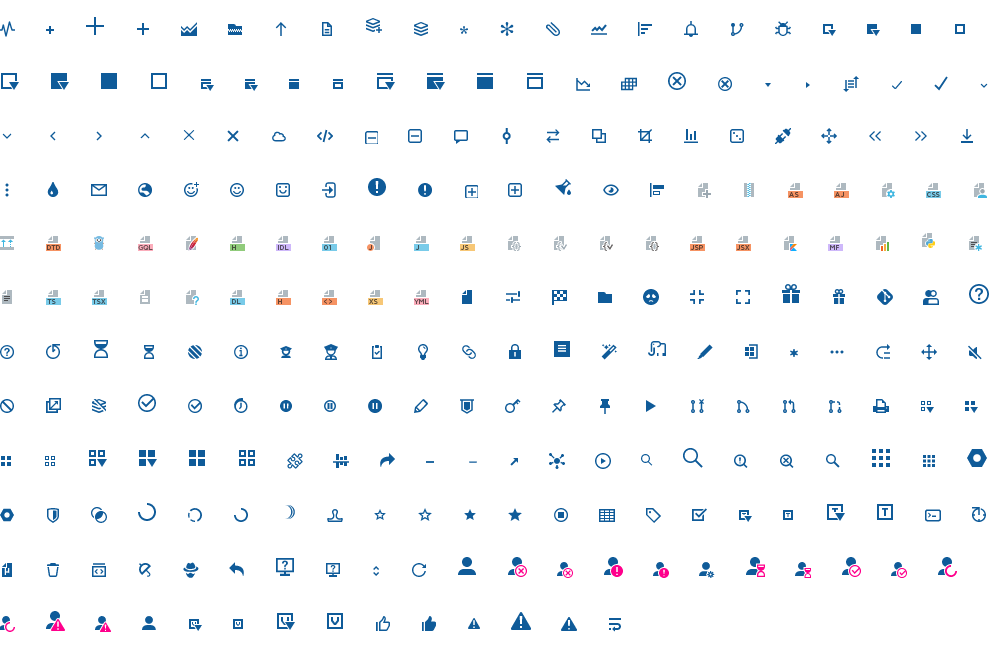 AS AJ CSS
DTD GQL H IDL 01 J J JS JSP JSX MF
TS TSX DL H <> XS YML
T T T T